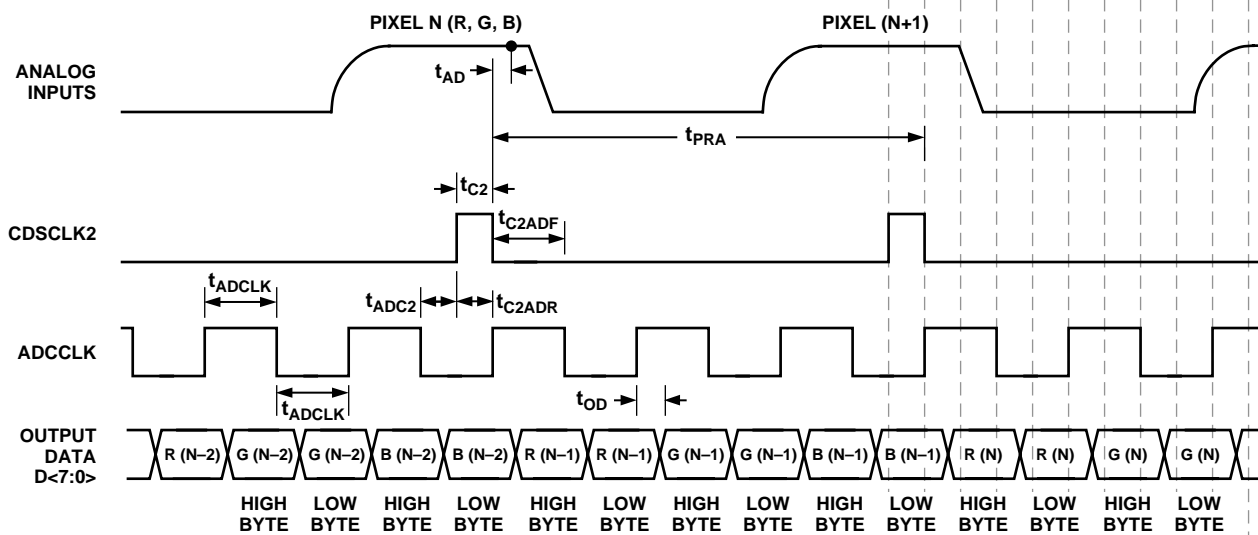 PIXEL N (R, G, B)
PIXEL (N+1)
ANALOG
INPUTS
tAD
tPRA
tC2
tC2ADF
CDSCLK2
tADCLK
tADC2
tC2ADR
ADCCLK
tADCLK
tOD
OUTPUT
DATA
D<7:0>
R (N–2) G (N–2) G (N–2) B (N–2) B (N–2) R (N–1) R (N–1) G (N–1) G (N–1) B (N–1) B (N–1) R (N) R (N) G (N) G (N)
HIGH LOW HIGH LOW HIGH LOW HIGH LOW HIGH LOW HIGH LOW HIGH LOW
BYTE BYTE BYTE BYTE BYTE BYTE BYTE BYTE BYTE BYTE BYTE BYTE BYTE BYTE